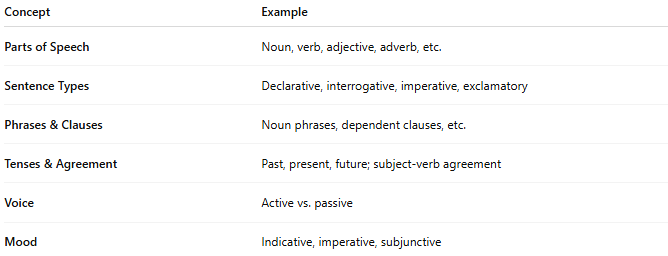 Concept Example
Parts of Speech Noun, verb, adjective, adverb, etc.
Sentence Types Declarative, interrogative, imperative, exclamatory
Phrases & Clauses Noun phrases, dependent clauses, etc.
Tenses & Agreement Past, present, future; subject-verb agreement
Voice Active vs. passive
Mood Indicative, imperative, subjunctive